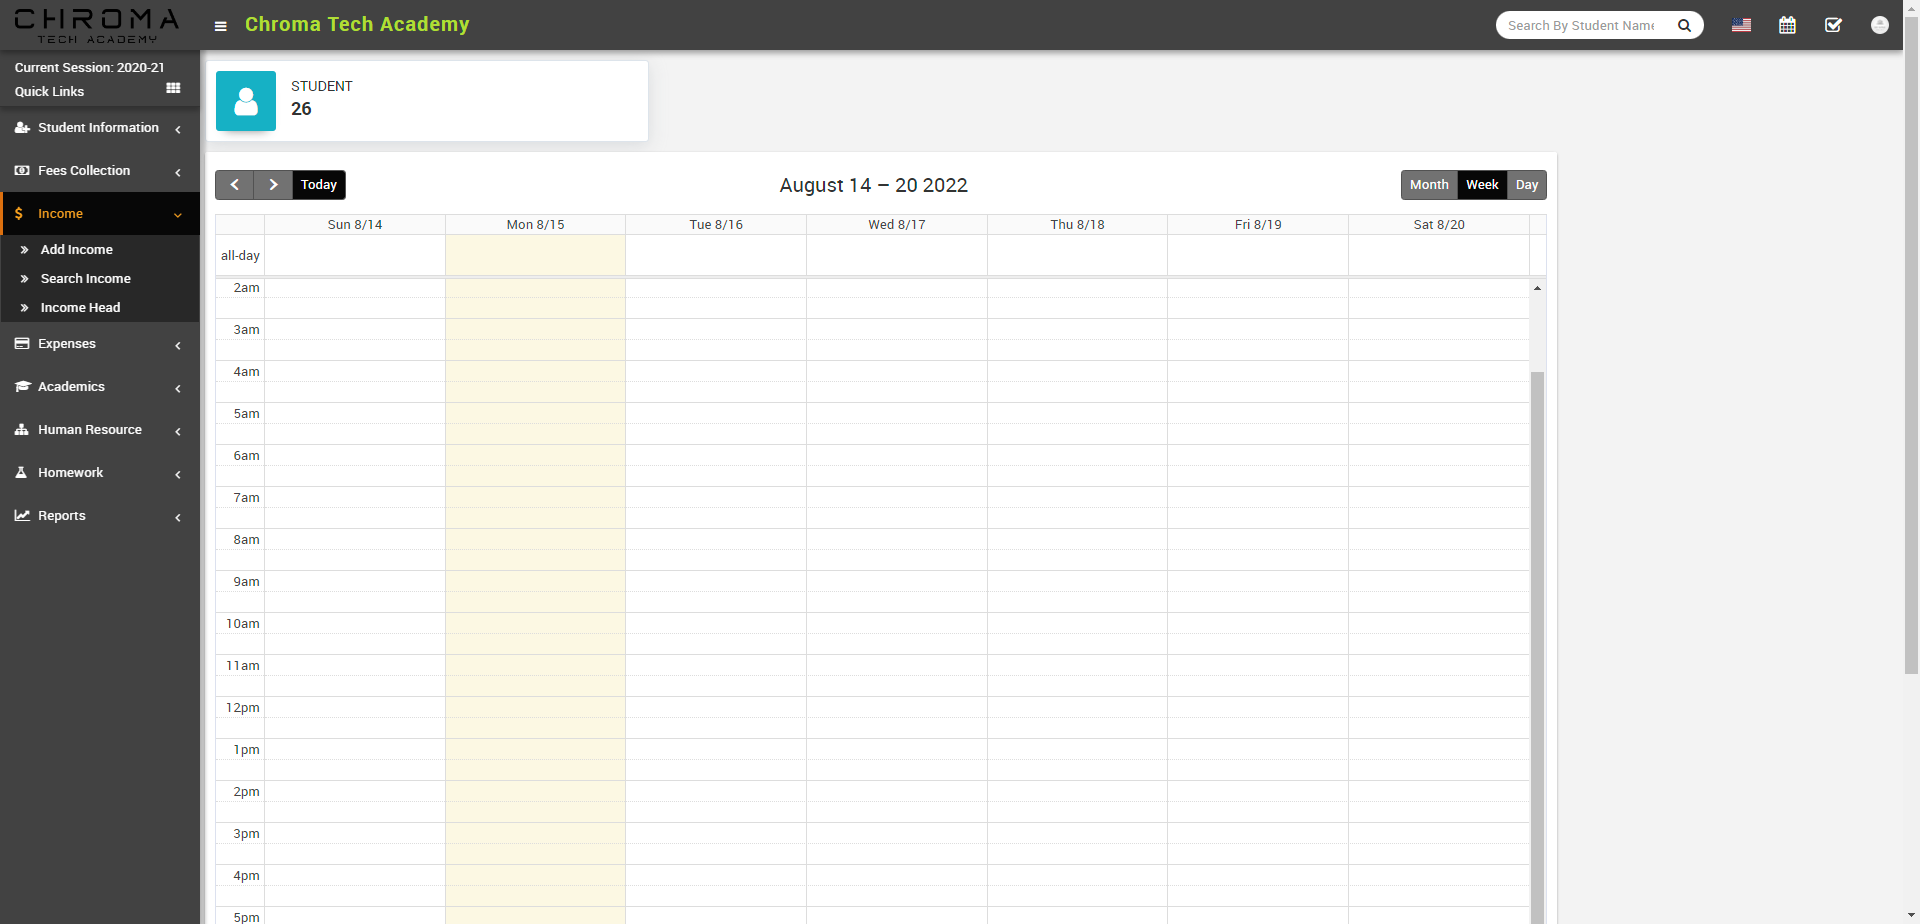 CHROMA
TECH ACADEMY
Chroma Tech Academy
Search By Student Name
Current Session: 2020-21
Quick Links
Student Information
Fees Collection
Income
Add Income
Search Income
Income Head
Expenses
Academics
Human Resource
Homework
Reports
STUDENT
26
Today
August 14 – 20 2022
Month Week Day
Sun 8/14 Mon 8/15 Tue 8/16 Wed 8/17 Thu 8/18 Fri 8/19 Sat 8/20
all-day
2am
3am
4am
5am
6am
7am
8am
9am
10am
11am
12pm
1pm
2pm
3pm
4pm
5pm